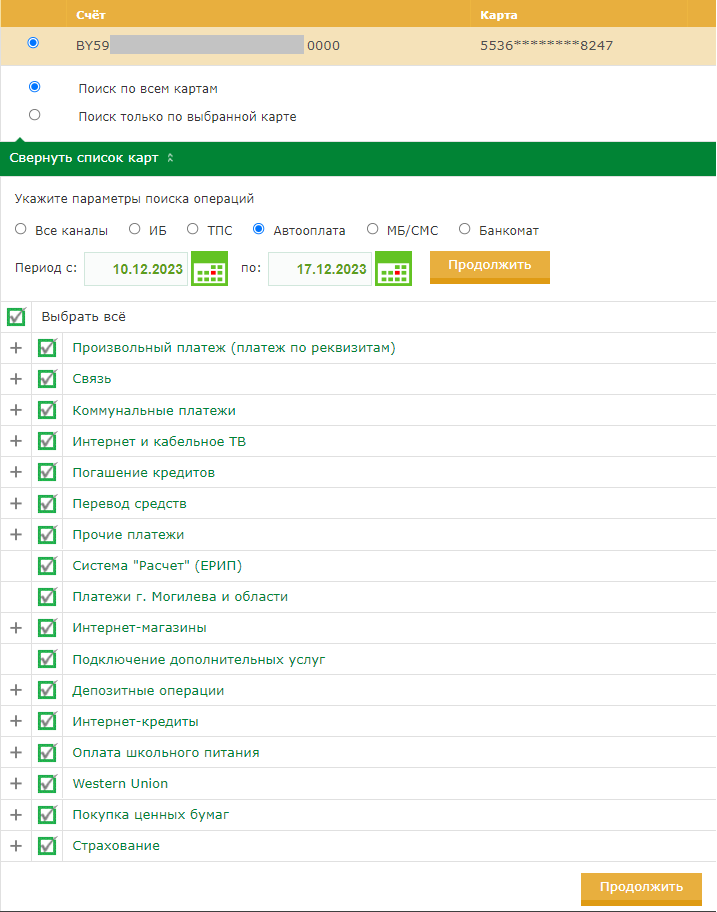 Счёт Карта
BY59 0000 5536********8247
Поиск по всем картам
Поиск только по выбранной карте
Свернуть список карт
Укажите параметры поиска операций
Все каналы ИБ ТПС Автооплата МБ/СМС Банкомат
Период с: 10.12.2023 по: 17.12.2023 Продолжить
Выбрать всё
Произвольный платеж (платеж по реквизитам)
Связь
Коммунальные платежи
Интернет и кабельное ТВ
Погашение кредитов
Перевод средств
Прочие платежи
Система "Расчет" (ЕРИП)
Платежи г. Могилева и области
Интернет-магазины
Подключение дополнительных услуг
Депозитные операции
Интернет-кредиты
Оплата школьного питания
Western Union
Покупка ценных бумаг
Страхование
Продолжить